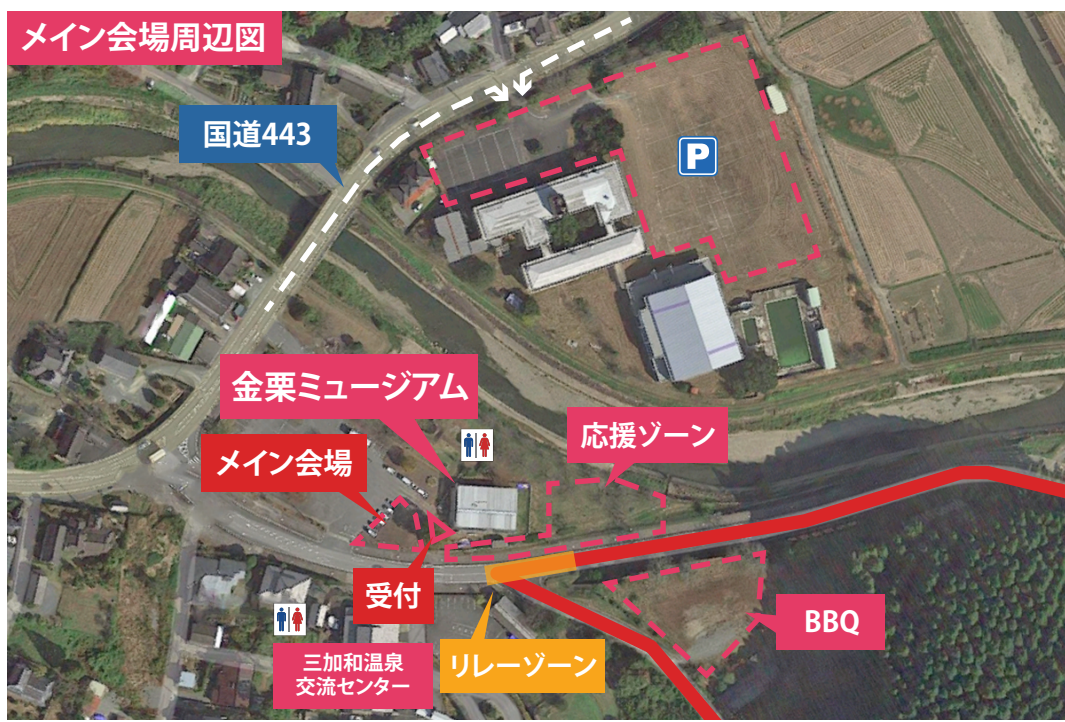 メイン会場周辺図
国道443
P
金栗ミュージアム
応援ゾーン
メイン会場
受付
BBQ
リレーゾーン
三加和温泉
交流センター